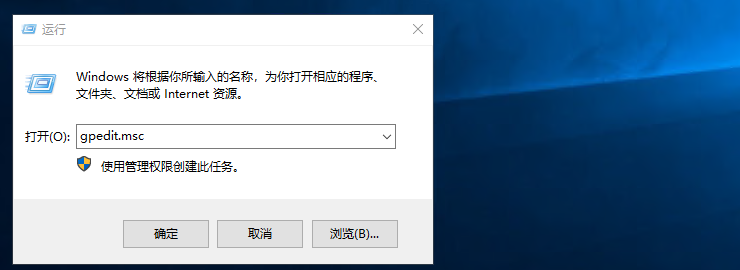 运行
Windows 将根据你所输入的名称，为你打开相应的程序、
文件夹、文档或 Internet 资源。
打开(O): gpedit.msc
使用管理权限创建此任务。
确定 取消 浏览(B)...